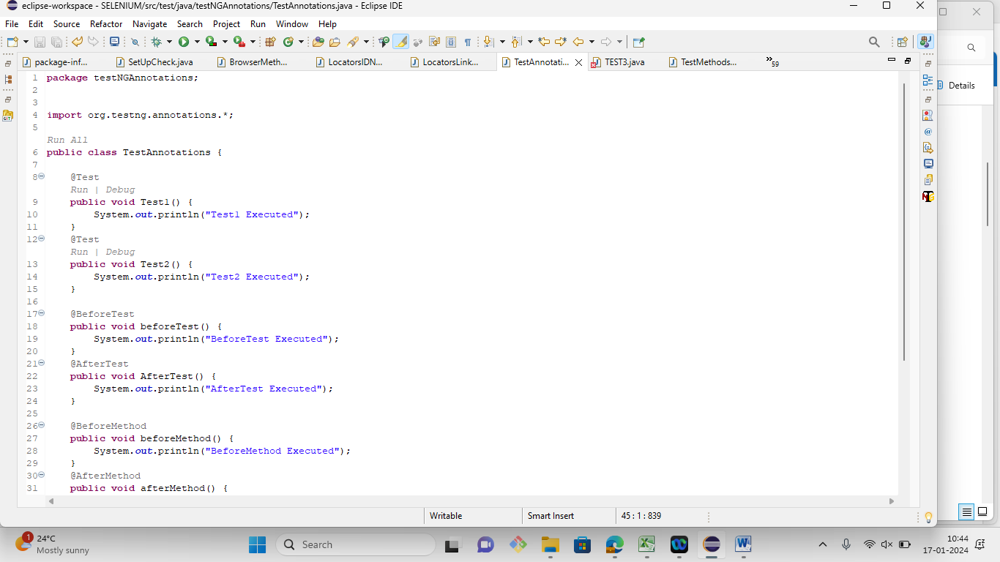 eclipse-workspace - SELENIUM/src/test/java/testNGAnnotations/TestAnnotations.java - Eclipse IDE
File Edit Source Refactor Navigate Search Project Run Window Help
package-inf... SetUpCheck.java BrowserMeth... LocatorsIDN... LocatorsLink... TestAnnotati... TEST3.java TestMethods... »59
Details
1 package testNGAnnotations;
2
3
4 import org.testng.annotations.*;
5
Run All
6 public class TestAnnotations {
7
8 @Test
Run | Debug
9 public void Test1() {
10 System.out.println("Test1 Executed");
11 }
12 @Test
Run | Debug
13 public void Test2() {
14 System.out.println("Test2 Executed");
15 }
16
17 @BeforeTest
18 public void beforeTest() {
19 System.out.println("BeforeTest Executed");
20 }
21 @AfterTest
22 public void AfterTest() {
23 System.out.println("AfterTest Executed");
24 }
25
26 @BeforeMethod
27 public void beforeMethod() {
28 System.out.println("BeforeMethod Executed");
29 }
30 @AfterMethod
31 public void afterMethod() {
Writable Smart Insert 45 : 1 : 839
1 24°C
Mostly sunny
Search
10:44
17-01-2024